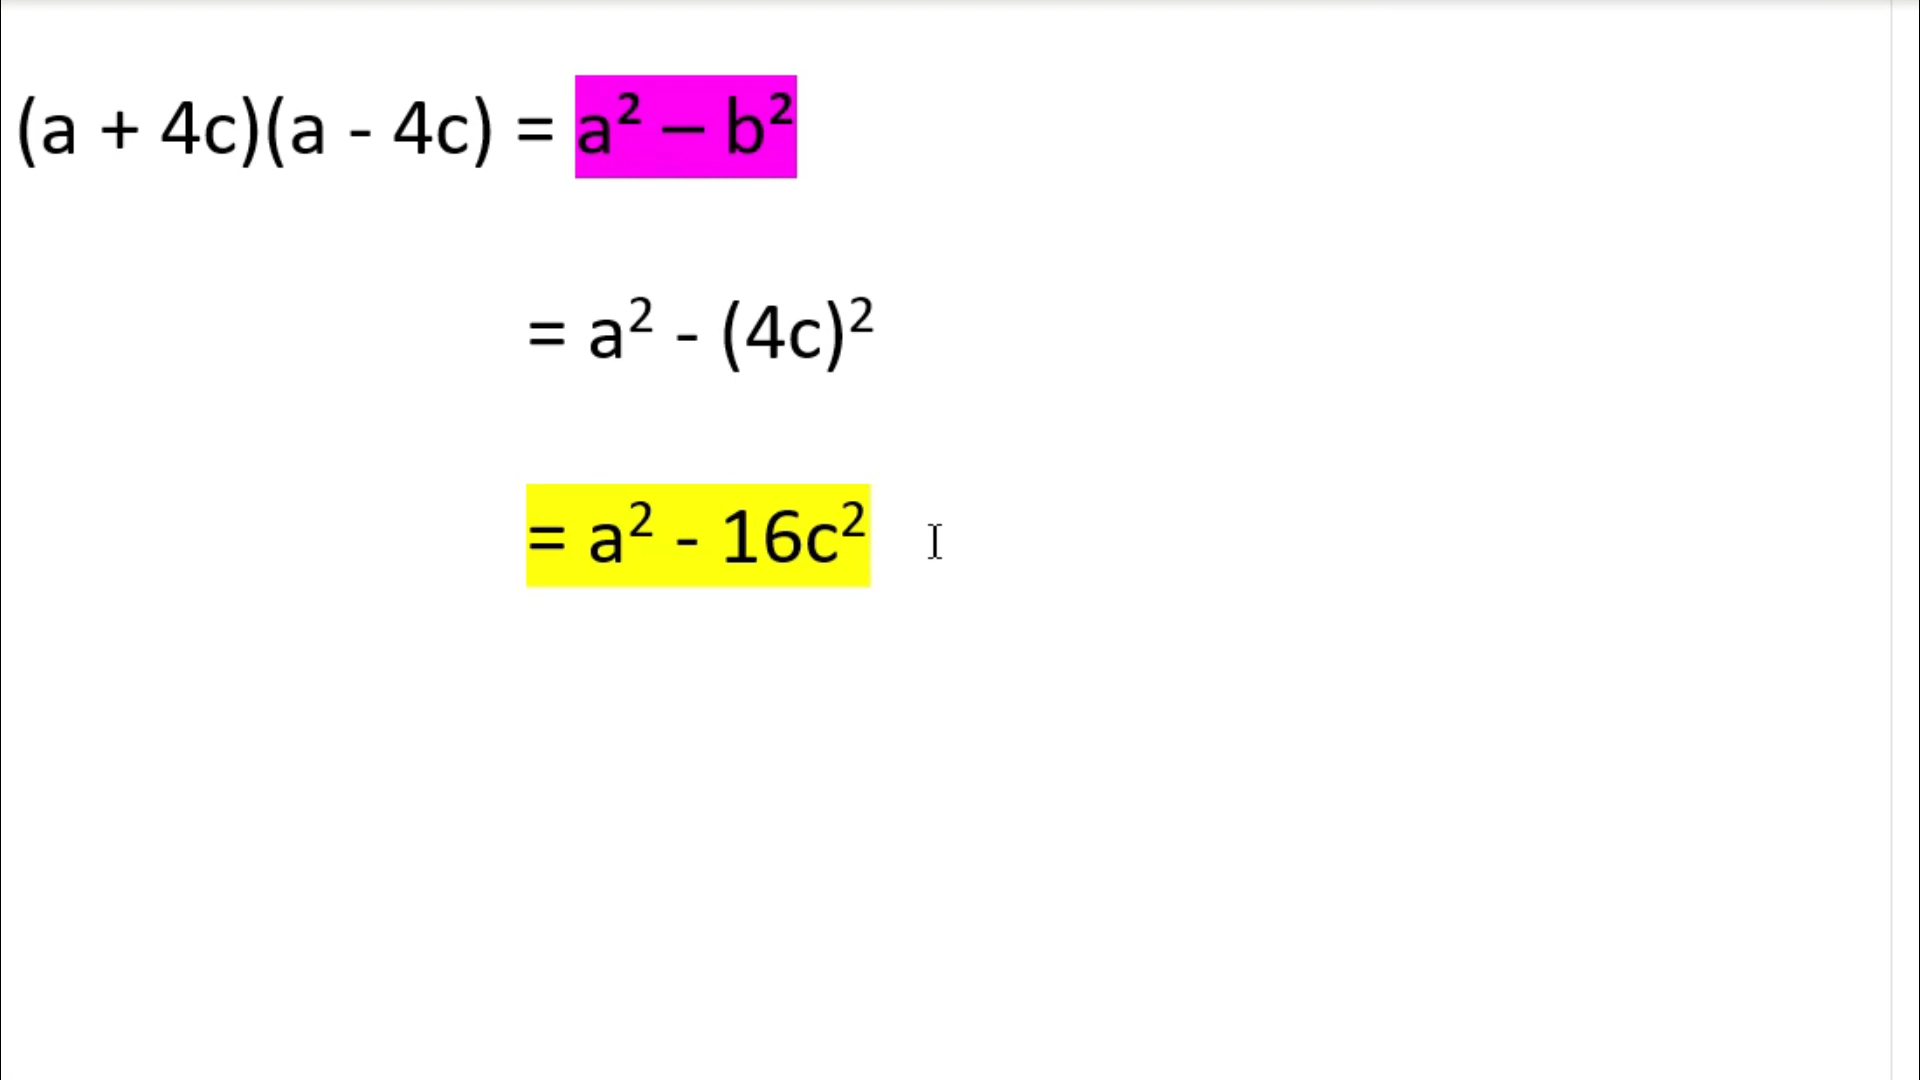 (a + 4c)(a - 4c) = a² – b²
= a² - (4c)²
= a² - 16c²